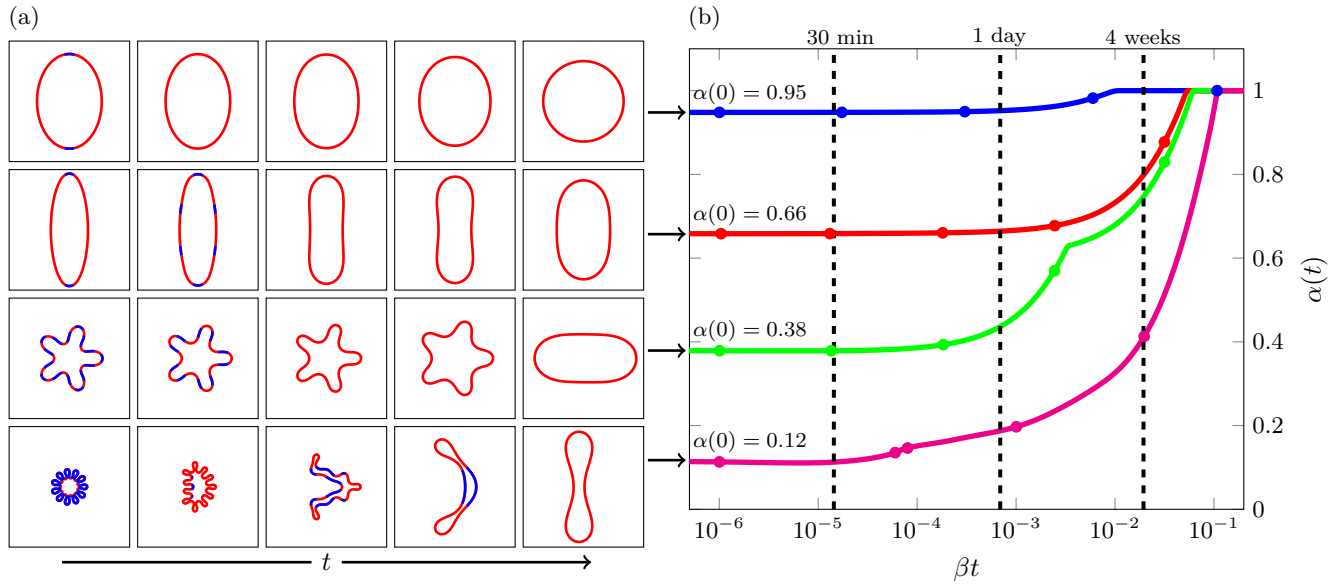 (a)
(b)
30 min
1 day
4 weeks
α(0) = 0.95
α(0) = 0.66
α(0) = 0.38
α(0) = 0.12
1
0.8
0.6
0.4
0.2
0
α(t)
10⁻⁶
10⁻⁵
10⁻⁴
10⁻³
10⁻²
10⁻¹
t
βt